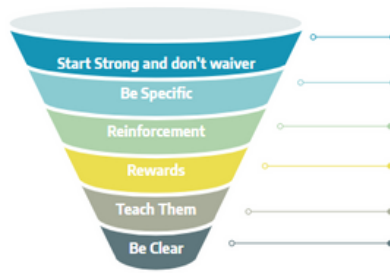 Start Strong and don't waiver
Be Specific
Reinforcement
Rewards
Teach Them
Be Clear